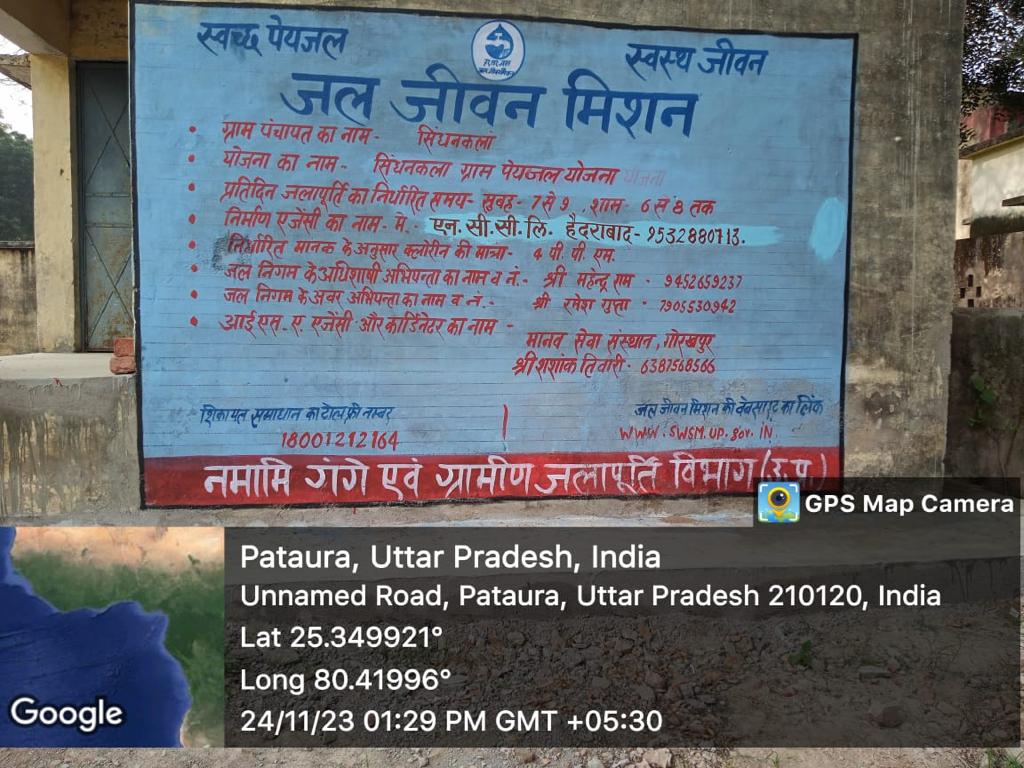 स्वच्छ पेयजल
स्वस्थ जीवन
जल जीवन मिशन
• ग्राम पंचायत का नाम - सिंधनकलां
• योजना का नाम - सिंधनकला ग्राम पेयजल योजना योजना
• प्रतिदिन जलापूर्ति का निर्धारित समय - सुबह - 7 से 9 , शाम 6 से 8 तक
• निर्माण एजेंसी का नाम - मे. एन. सी. सी. लि. हैदराबाद - 9532880713.
• निर्धारित मानक के अनुसार क्लोरिन की मात्रा - 4 पी. पी. एम.
• जल निगम के अधिशाषी अभियन्ता का नाम व नं. - श्री महेन्द्र राम - 9452659237
• जल निगम के अवर अभियन्ता का नाम व नं. - श्री रमेश गुप्ता - 7905530942
• आई एस. ए. एजेंसी और कार्डिनेटर का नाम -
मानव सेवा संस्थान, गोरखपुर
श्री शशांक तिवारी - 6387568566
शिकायत समाधान का टोल फ्री नम्बर
18001212164
जल जीवन मिशन की वेबसाइट का लिंक
WWW. SWSM. UP. gov. IN
नमामि गंगे एवं ग्रामीण जलापूर्ति विभाग (उ.प्र.)
GPS Map Camera
Pataura, Uttar Pradesh, India
Unnamed Road, Pataura, Uttar Pradesh 210120, India
Lat 25.349921°
Long 80.41996°
24/11/23 01:29 PM GMT +05:30
Google